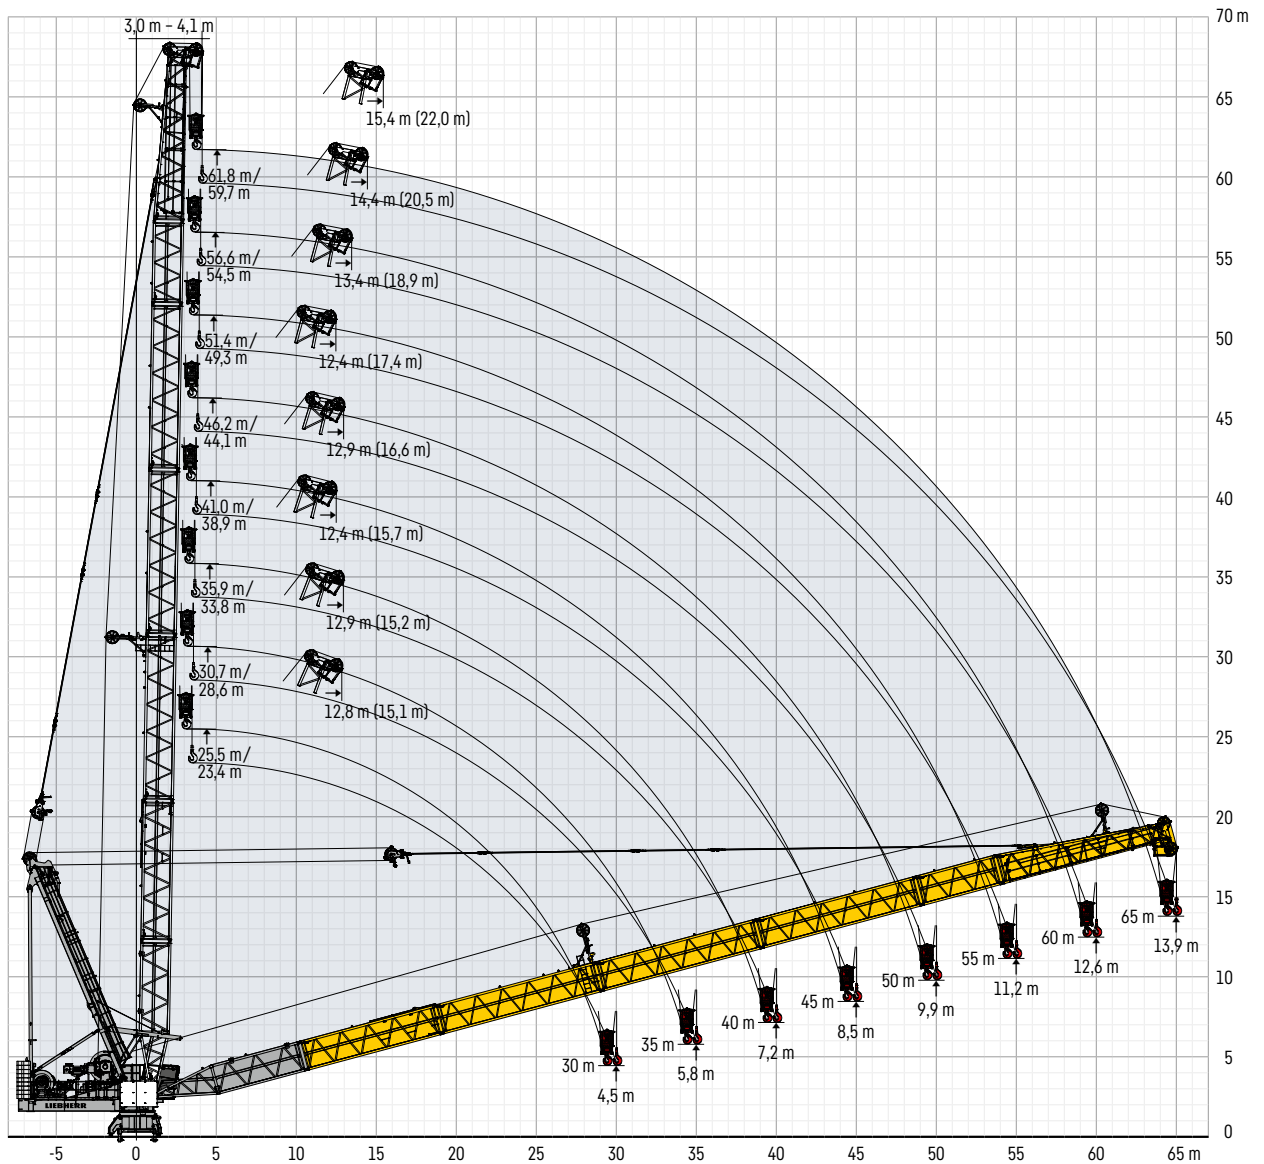 3,0 m – 4,1 m
70 m
65
60
55
50
45
40
35
30
25
20
15
10
5
0
15,4 m (22,0 m)
14,4 m (20,5 m)
13,4 m (18,9 m)
12,4 m (17,4 m)
12,9 m (16,6 m)
12,4 m (15,7 m)
12,9 m (15,2 m)
12,8 m (15,1 m)
61,8 m/
59,7 m
56,6 m/
54,5 m
51,4 m/
49,3 m
46,2 m/
44,1 m
41,0 m/
38,9 m
35,9 m/
33,8 m
30,7 m/
28,6 m
25,5 m/
23,4 m
65 m
13,9 m
60 m
12,6 m
55 m
11,2 m
50 m
9,9 m
45 m
8,5 m
40 m
7,2 m
35 m
5,8 m
30 m
4,5 m
LIEBHERR
-5 0 5 10 15 20 25 30 35 40 45 50 55 60 65 m